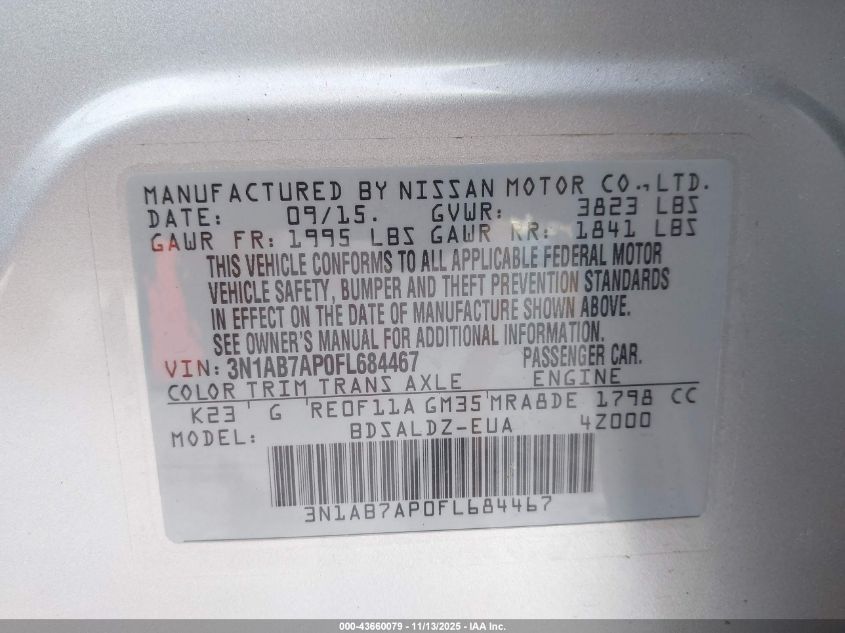 MANUFACTURED BY NISSAN MOTOR CO., LTD.
DATE: 09/15. GVWR: 3823 LBS
GAWR FR: 1995 LBS GAWR RR: 1841 LBS
THIS VEHICLE CONFORMS TO ALL APPLICABLE FEDERAL MOTOR
VEHICLE SAFETY, BUMPER AND THEFT PREVENTION STANDARDS
IN EFFECT ON THE DATE OF MANUFACTURE SHOWN ABOVE.
SEE OWNER'S MANUAL FOR ADDITIONAL INFORMATION.
VIN: 3N1AB7AP0FL684467 PASSENGER CAR.
COLOR TRIM TRANS AXLE ENGINE
K23 G RE0F11A GM35 MRA8DE 1798 CC
MODEL: BDSALDZ-EUA 4Z000
3N1AB7AP0FL684467
000-43660079 - 11/13/2025 - IAA Inc.